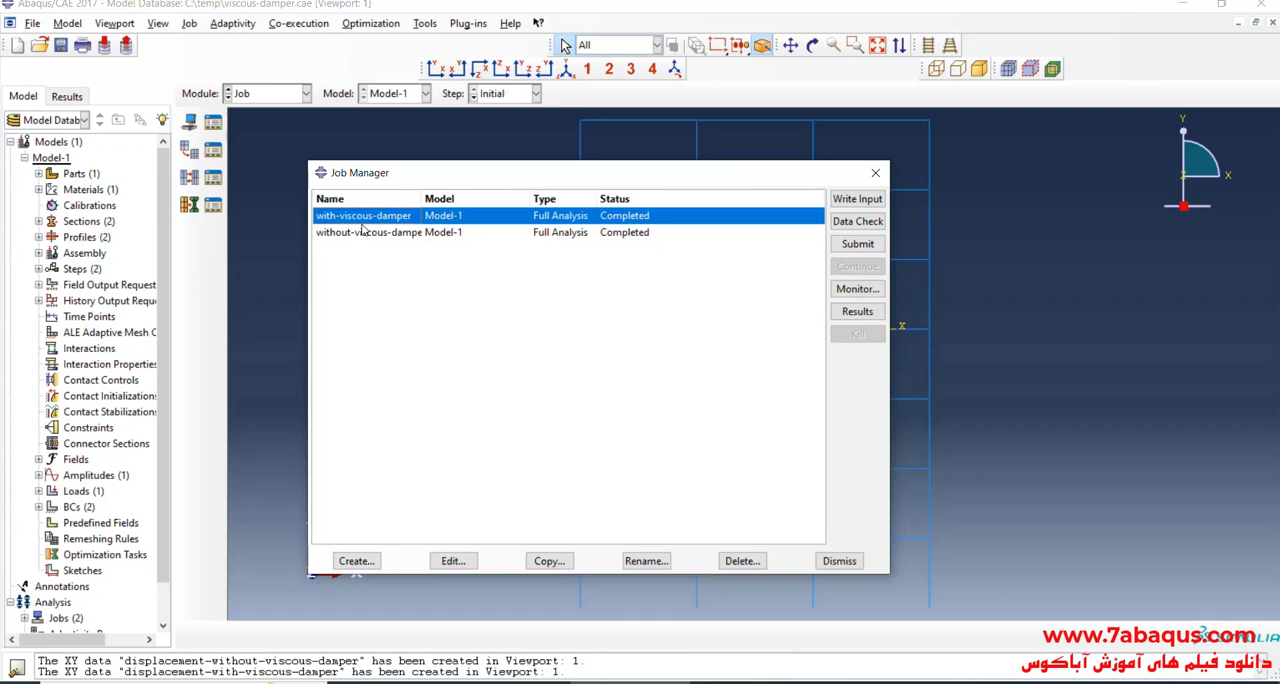 Abaqus/CAE 2017 - Model Database: C:\temp\viscous-damper.cae [Viewport: 1]
File Model Viewport View Job Adaptivity Co-execution Optimization Tools Plug-ins Help
All
1 2 3 4
Model Results
Module: Job Model: Model-1 Step: Initial
Model Datab
Models (1)
Model-1
Parts (1)
Materials (1)
Calibrations
Sections (2)
Profiles (2)
Assembly
Steps (2)
Field Output Request
History Output Requ
Time Points
ALE Adaptive Mesh C
Interactions
Interaction Properties
Contact Controls
Contact Initializations
Contact Stabilizations
Constraints
Connector Sections
Fields
Amplitudes (1)
Loads (1)
BCs (2)
Predefined Fields
Remeshing Rules
Optimization Tasks
Sketches
Annotations
Analysis
Jobs (2)
Job Manager
Name Model Type Status
with-viscous-damper Model-1 Full Analysis Completed
without-viscous-dampe Model-1 Full Analysis Completed
Write Input
Data Check
Submit
Continue
Monitor...
Results
Kill
Create... Edit... Copy... Rename... Delete... Dismiss
Y
X
Z
X
www.7abaqus.com
دانلود فیلم های آموزش آباکوس
The XY data "displacement-without-viscous-damper" has been created in Viewport: 1.
The XY data "displacement-with-viscous-damper" has been created in Viewport: 1.